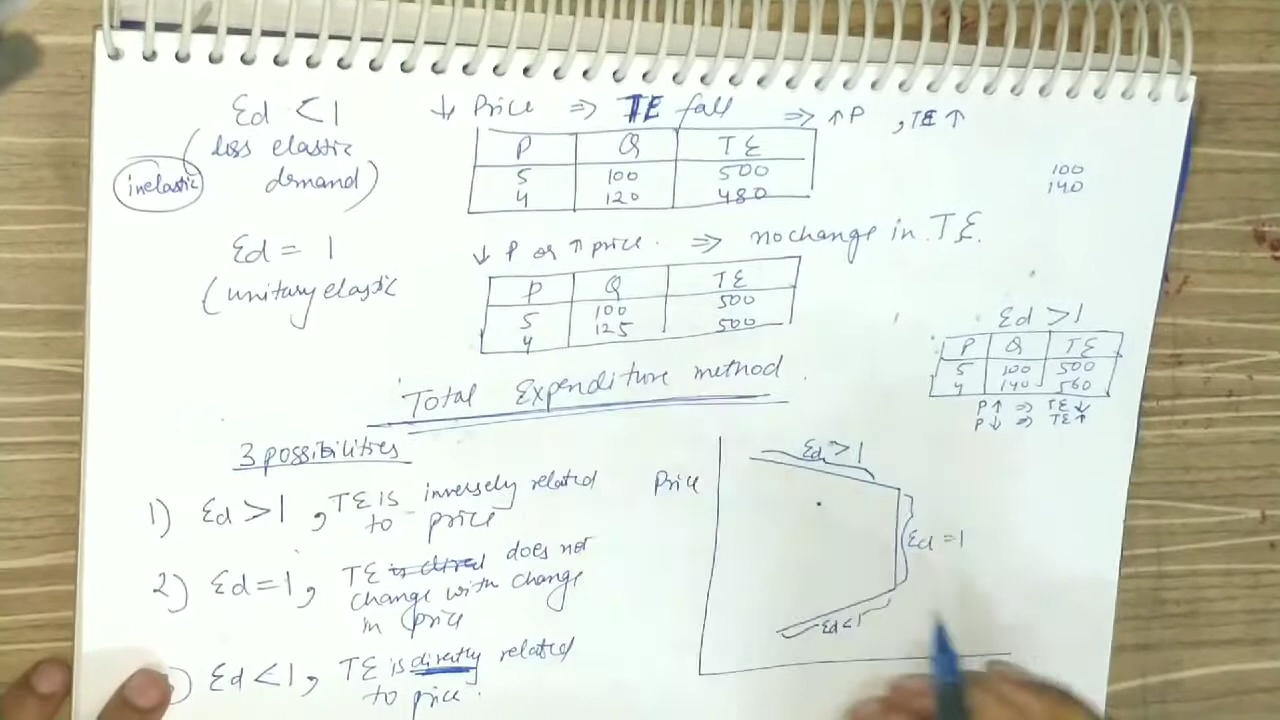 Ed < 1 ↓ Price ⇒ TE fall ⇒ ↑P , TE ↑
(less elastic
inelastic demand)
P Q TE
5 100 500
4 120 480
100
140
Ed = 1 ↓ P or ↑ price. ⇒ no change in T.E.
(unitary elastic
P Q TE
5 100 500
4 125 500
Ed > 1
P Q TE
5 100 500
4 140 560
P↑ ⇒ TE↓
P↓ ⇒ TE↑
Total Expenditure method.
3 possibilities
1) Ed > 1 , TE is inversely related
to price
2) Ed = 1, TE is direct does not
change with change
in price
) Ed < 1, TE is directly related
to price.
Price
Ed > 1
Ed = 1
Ed < 1